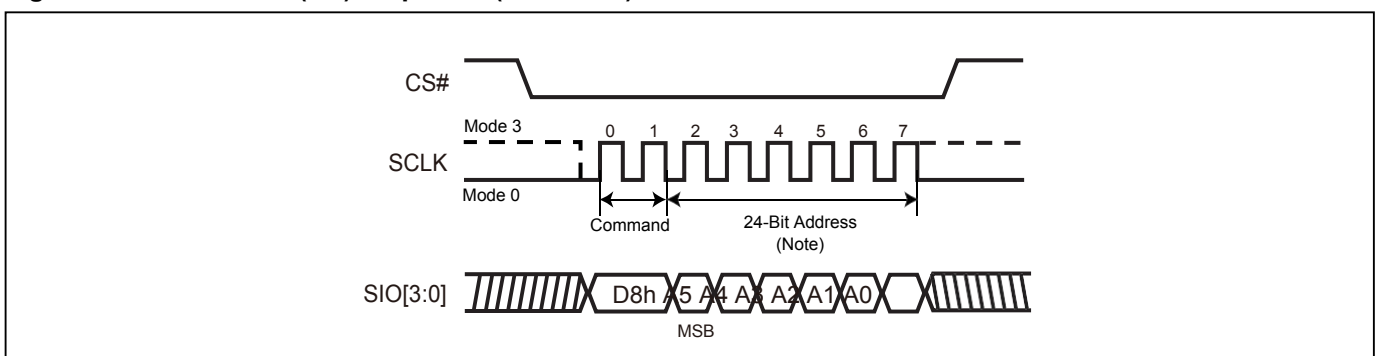 CS#
Mode 3
0 1 2 3 4 5 6 7
SCLK
Mode 0
Command
24-Bit Address
(Note)
SIO[3:0]
D8h A5 A4 A3 A2 A1 A0
MSB